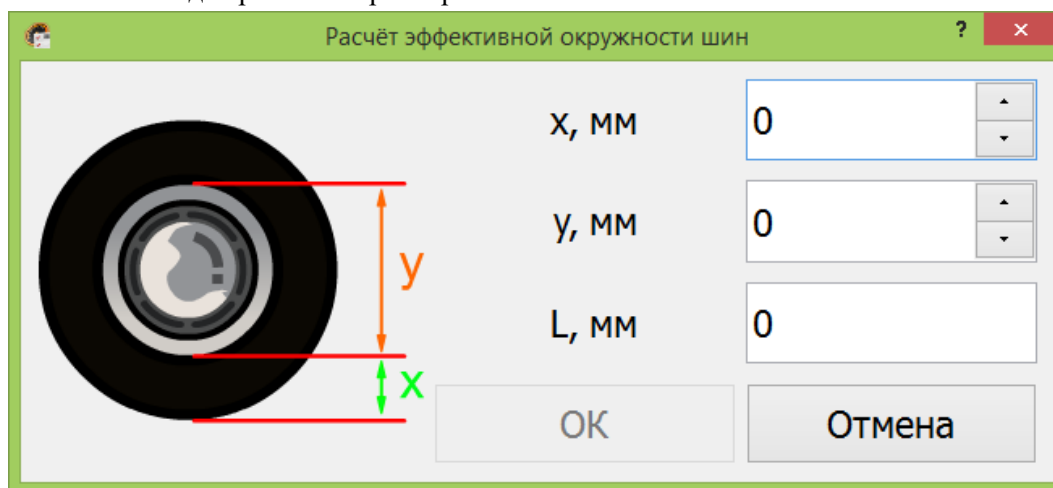 Расчёт эффективной окружности шин
?
×
x, мм
0
y, мм
0
y
L, мм
0
x
ОК
Отмена